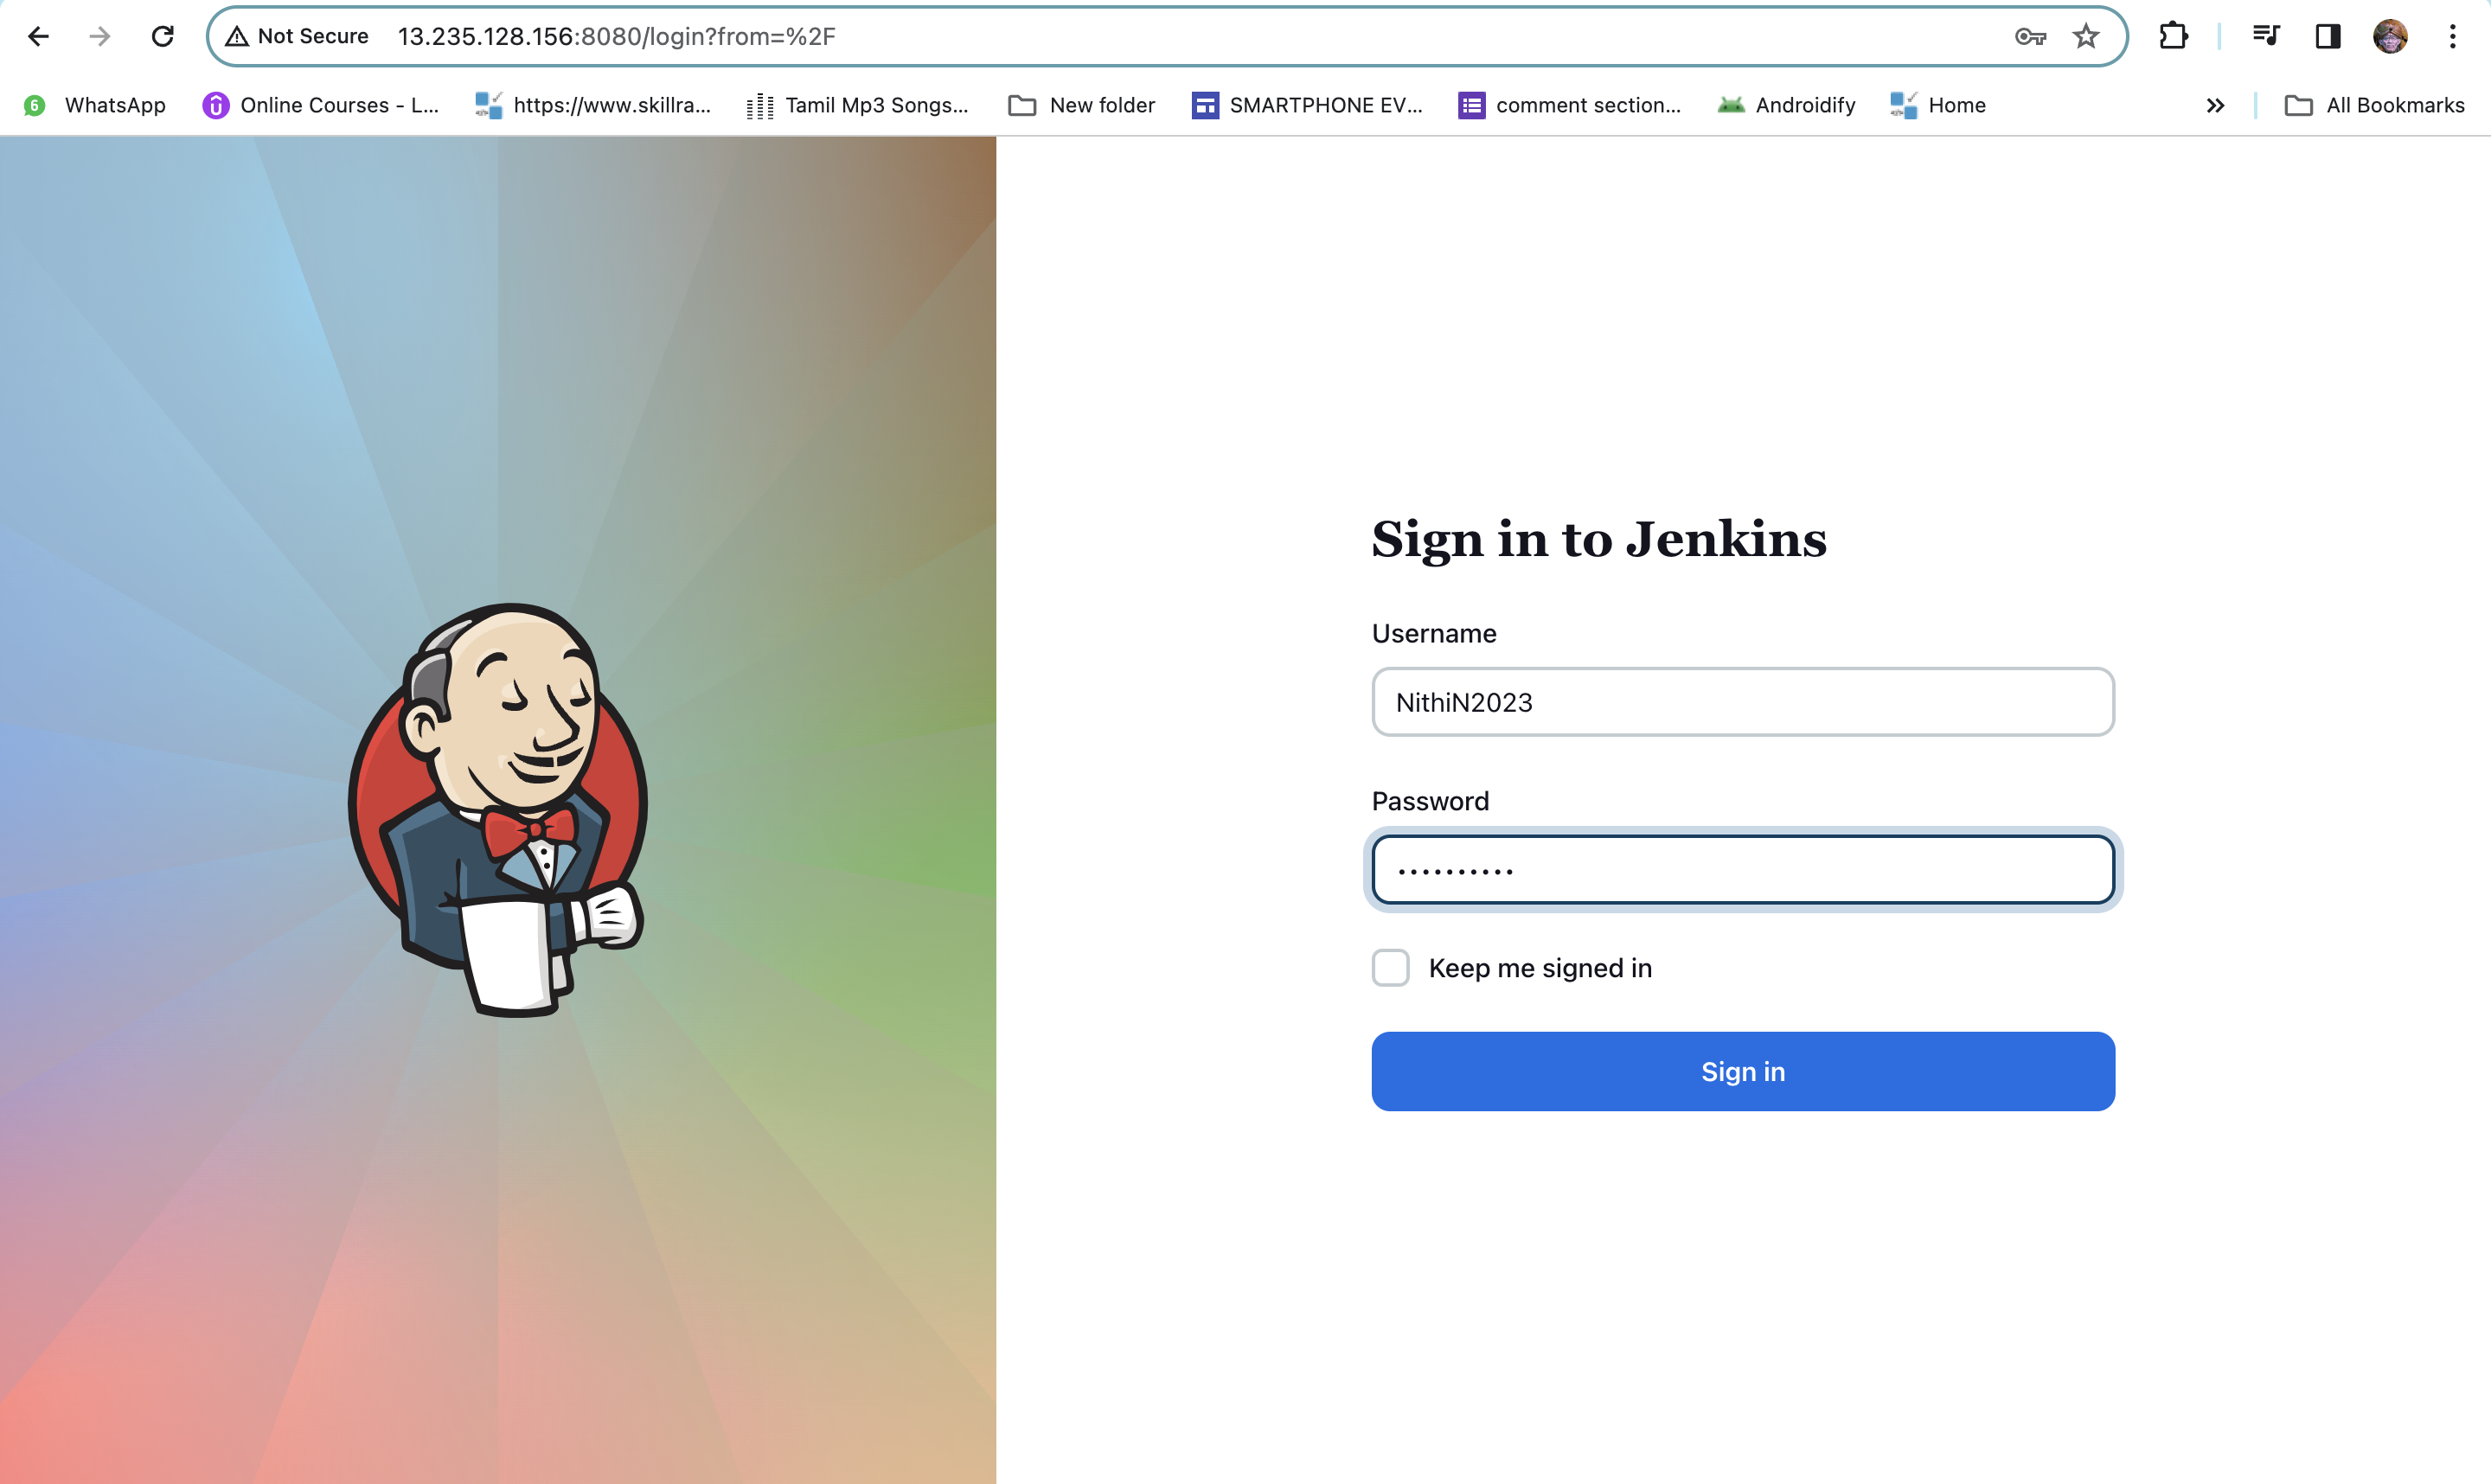 Not Secure 13.235.128.156:8080/login?from=%2F
6 WhatsApp Online Courses - L... https://www.skillra... Tamil Mp3 Songs... New folder SMARTPHONE EV... comment section... Androidify Home » All Bookmarks
Sign in to Jenkins
Username
NithiN2023
Password
••••••••••
Keep me signed in
Sign in